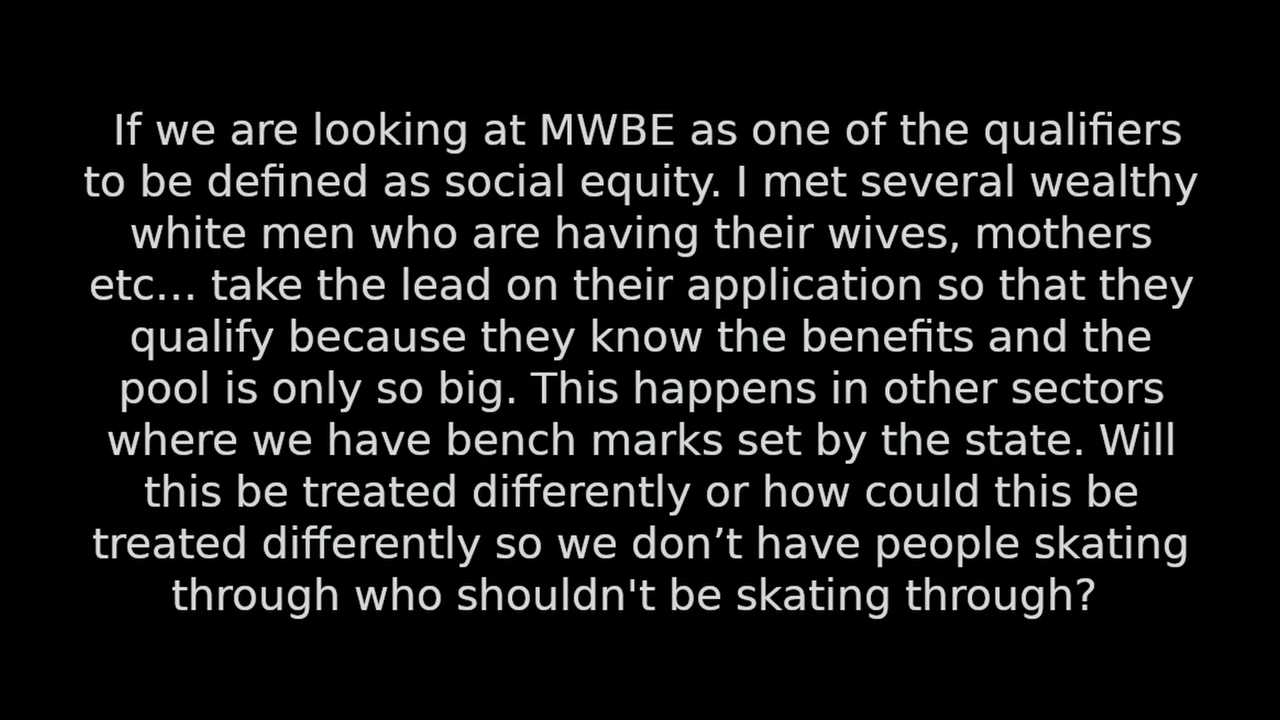 If we are looking at MWBE as one of the qualifiers
to be defined as social equity. I met several wealthy
white men who are having their wives, mothers
etc... take the lead on their application so that they
qualify because they know the benefits and the
pool is only so big. This happens in other sectors
where we have bench marks set by the state. Will
this be treated differently or how could this be
treated differently so we don’t have people skating
through who shouldn't be skating through?